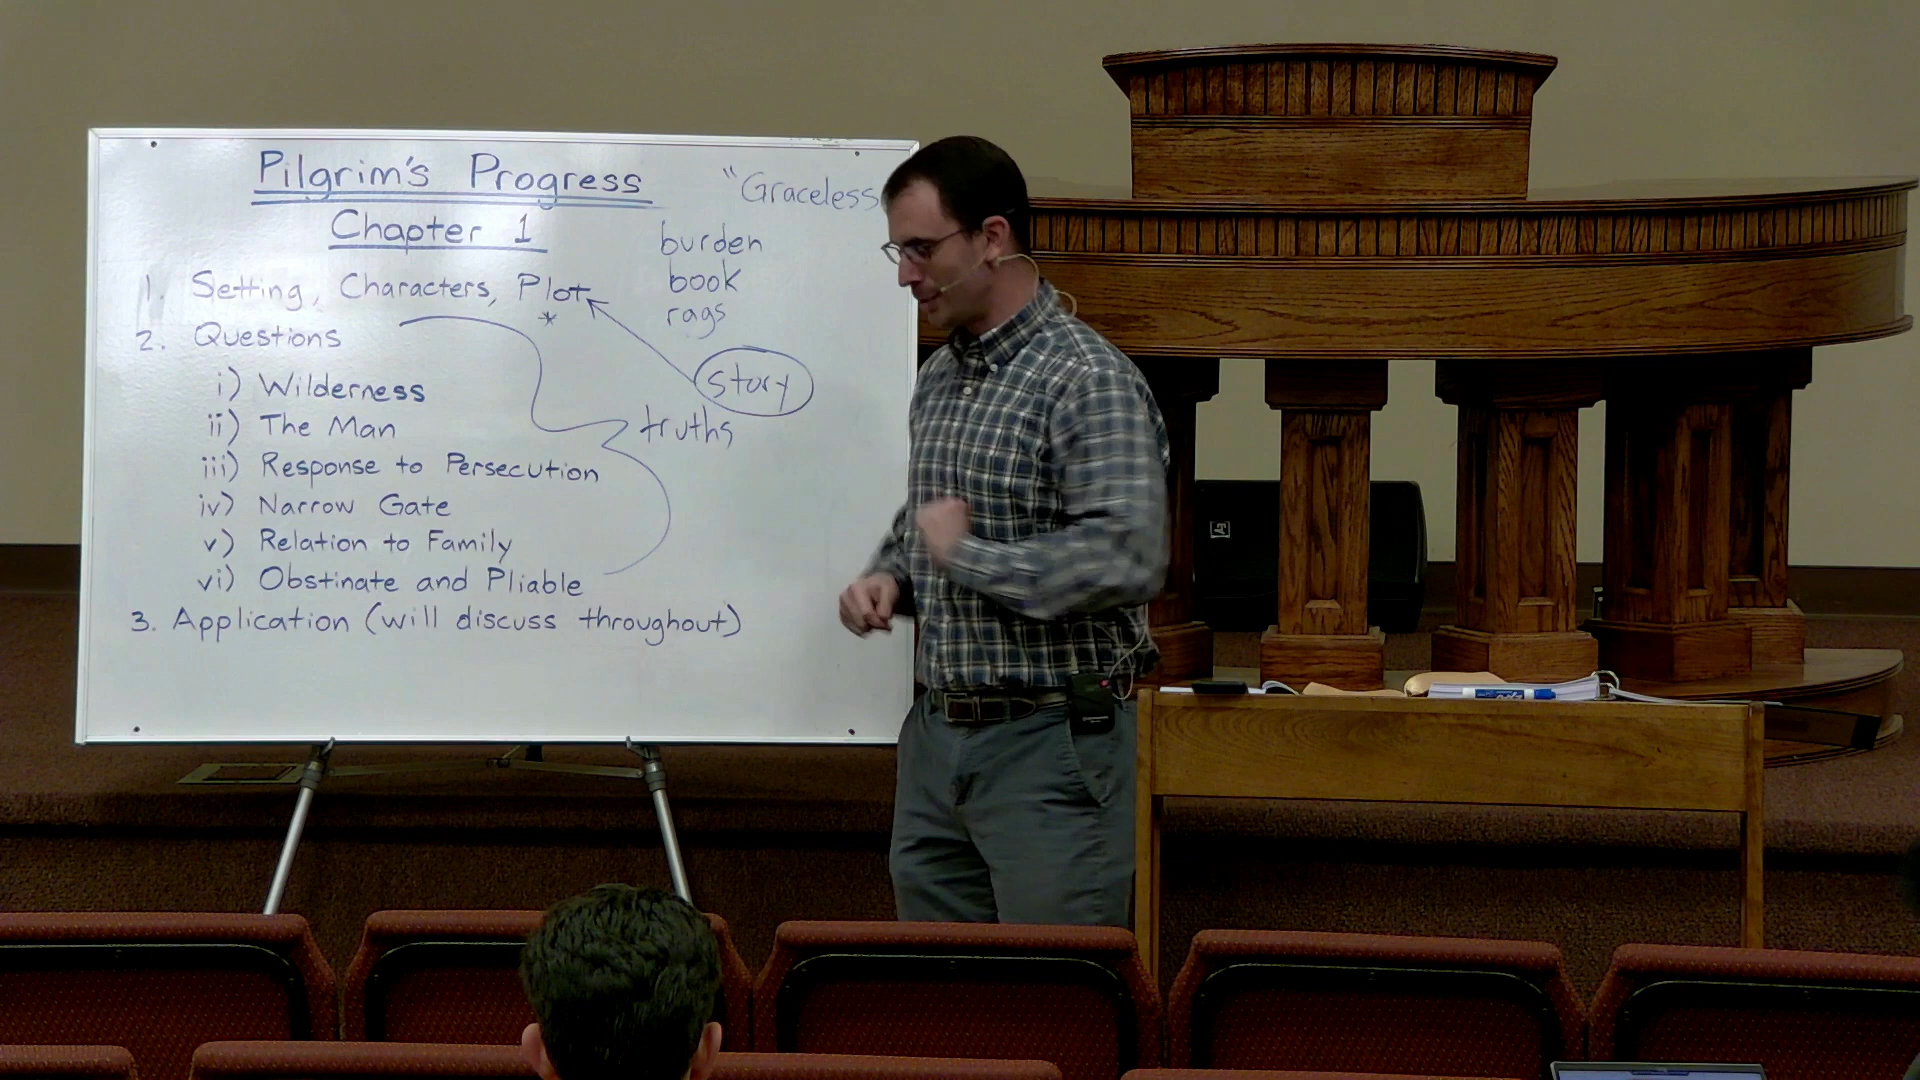 Pilgrim's Progress
"Graceless
Chapter 1
burden
book
rags
1. Setting, Characters, Plot
*
story
truths
2. Questions
i) Wilderness
ii) The Man
iii) Response to Persecution
iv) Narrow Gate
v) Relation to Family
vi) Obstinate and Pliable
3. Application (will discuss throughout)
EXPO